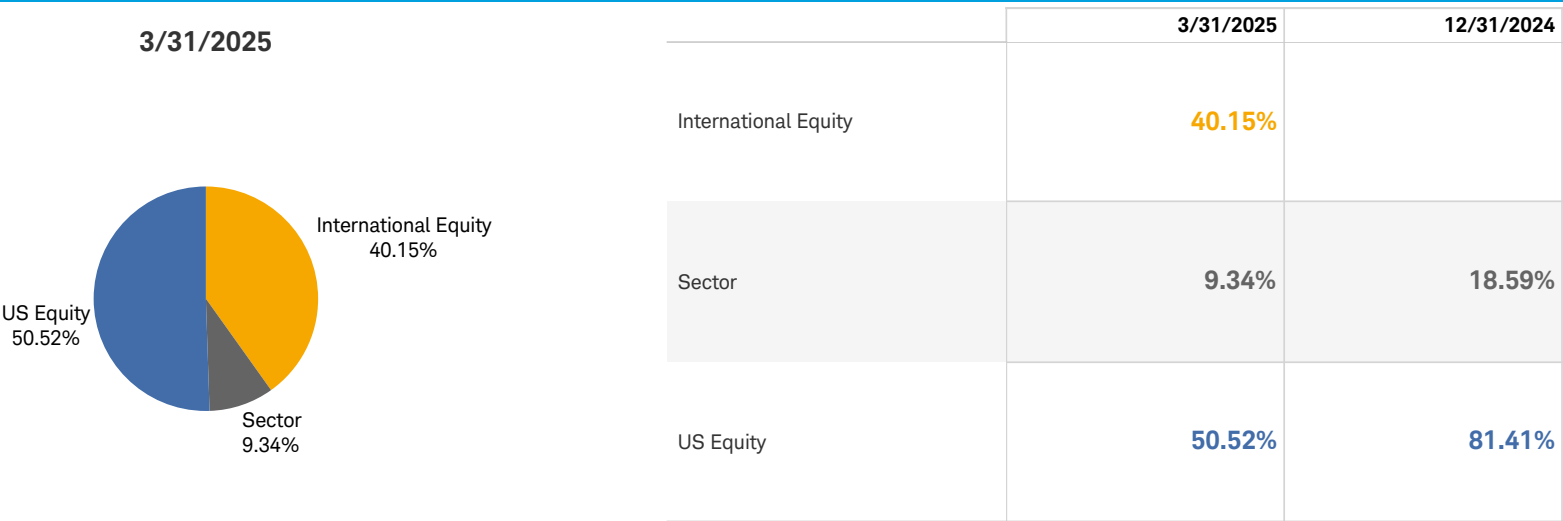 3/31/2025
International Equity
40.15%
US Equity
50.52%
Sector
9.34%
3/31/2025 12/31/2024
International Equity 40.15%
Sector 9.34% 18.59%
US Equity 50.52% 81.41%